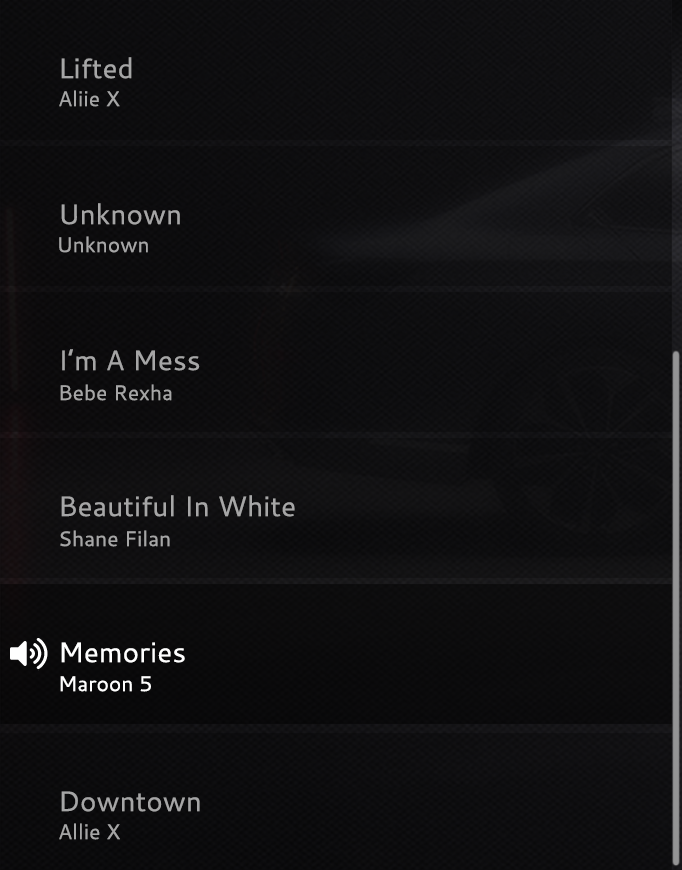 Lifted
Aliie X
Unknown
Unknown
I'm A Mess
Bebe Rexha
Beautiful In White
Shane Filan
Memories
Maroon 5
Downtown
Allie X